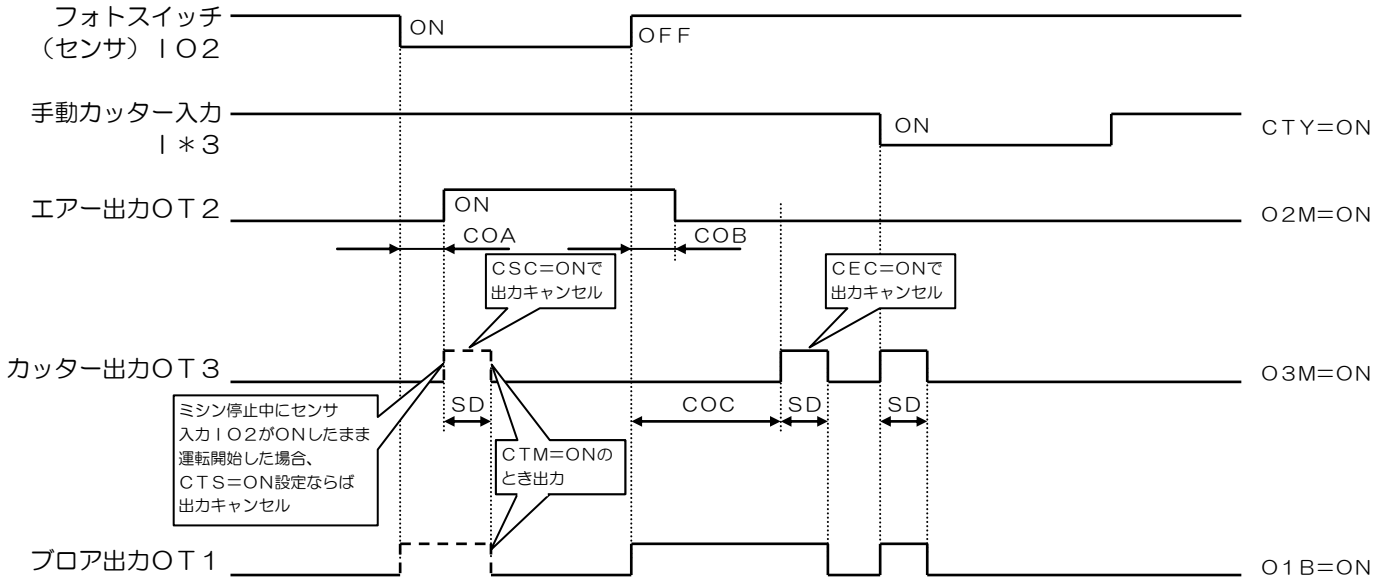 フォトスイッチ
（センサ）ＩＯ２
ＯＮ
ＯＦＦ
手動カッター入力
Ｉ＊３
ＯＮ
ＣＴＹ＝ＯＮ
エアー出力ＯＴ２
ＯＮ
Ｏ２Ｍ＝ＯＮ
ＣＯＡ
ＣＯＢ
ＣＳＣ＝ＯＮで
出力キャンセル
ＣＥＣ＝ＯＮで
出力キャンセル
カッター出力ＯＴ３
Ｏ３Ｍ＝ＯＮ
ＳＤ
ＣＯＣ
ＳＤ
ＳＤ
ミシン停止中にセンサ
入力ＩＯ２がＯＮしたまま
運転開始した場合、
ＣＴＳ＝ＯＮ設定ならば
出力キャンセル
ＣＴＭ＝ＯＮの
とき出力
ブロア出力ＯＴ１
Ｏ１Ｂ＝ＯＮ